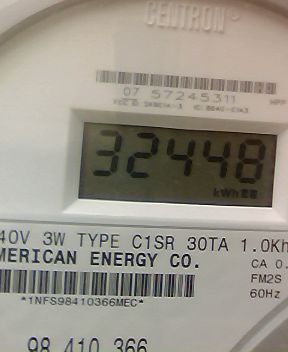 CENTRON®
07 57245311
32448
kWh
40V 3W TYPE C1SR 30TA 1.0Kh
MERICAN ENERGY CO.
CA 0.
FM2S
*1NFS98410366MEC*
60Hz
98 410 366